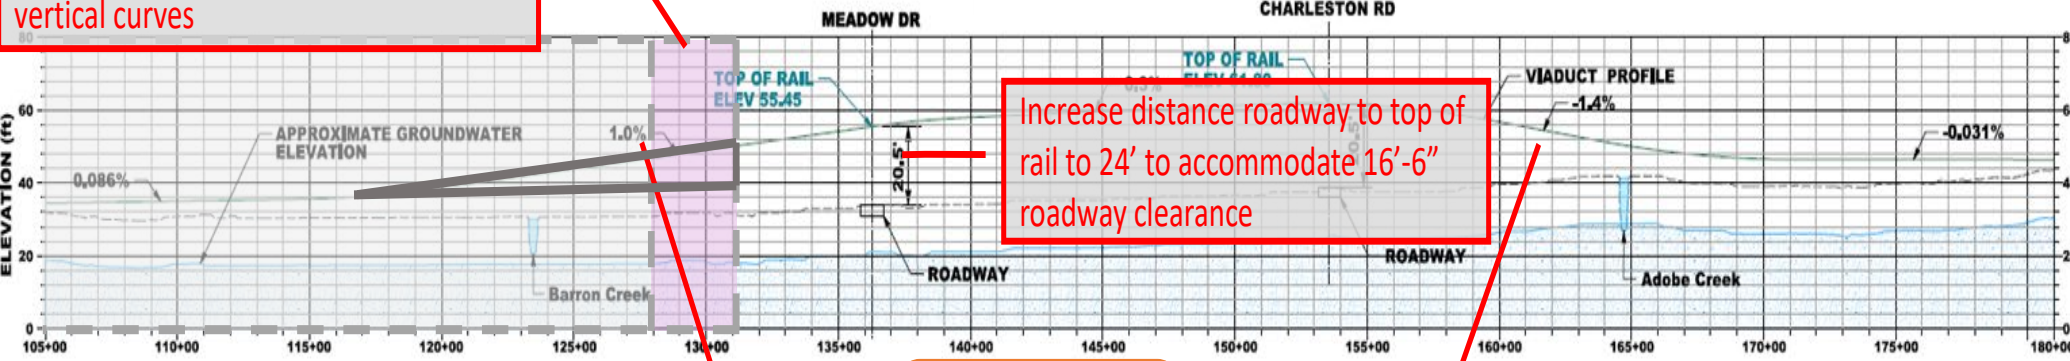 vertical curves
MEADOW DR
CHARLESTON RD
80
TOP OF RAIL
ELEV 55.45
TOP OF RAIL
VIADUCT PROFILE
-1.4%
60
APPROXIMATE GROUNDWATER
ELEVATION
1.0%
Increase distance roadway to top of
rail to 24’ to accommodate 16’-6”
roadway clearance
-0.031%
20.5'
20.5'
0.086%
40
20
0
ELEVATION (ft)
Barron Creek
ROADWAY
ROADWAY
Adobe Creek
105+00 110+00 115+00 120+00 125+00 130+00 135+00 140+00 145+00 150+00 155+00 160+00 165+00 170+00 175+00